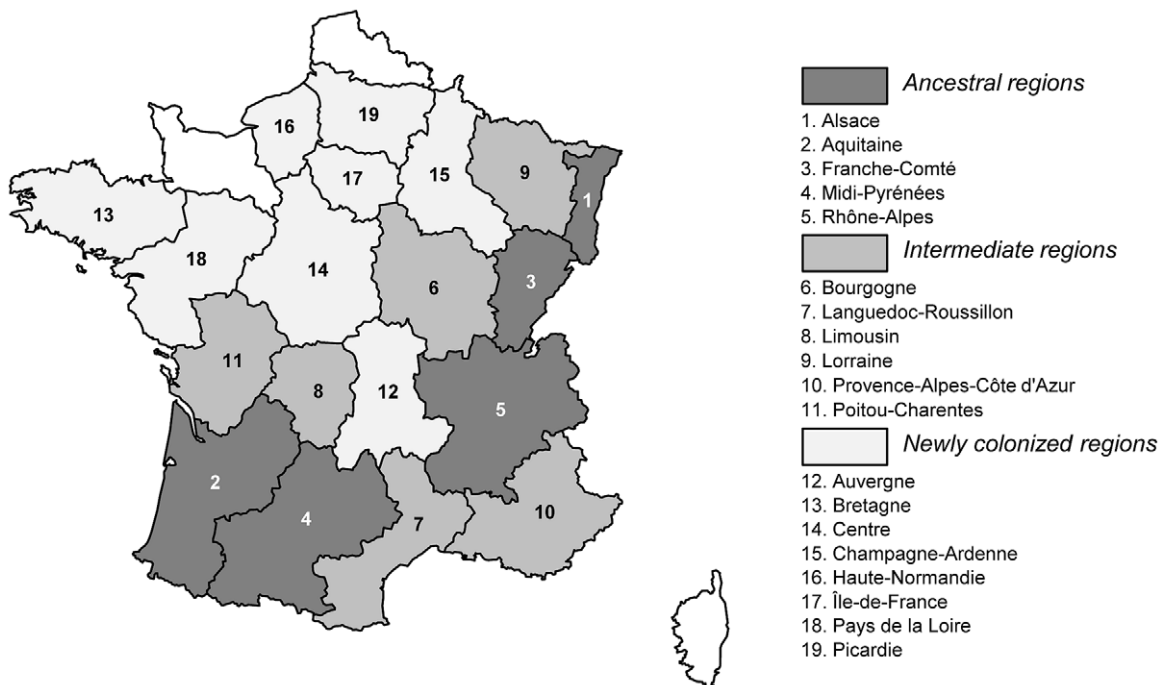 16
19
17
15
9
1
13
18
14
6
3
11
8
12
5
2
4
7
10
Ancestral regions
1. Alsace
2. Aquitaine
3. Franche-Comté
4. Midi-Pyrénées
5. Rhône-Alpes
Intermediate regions
6. Bourgogne
7. Languedoc-Roussillon
8. Limousin
9. Lorraine
10. Provence-Alpes-Côte d'Azur
11. Poitou-Charentes
Newly colonized regions
12. Auvergne
13. Bretagne
14. Centre
15. Champagne-Ardenne
16. Haute-Normandie
17. Île-de-France
18. Pays de la Loire
19. Picardie